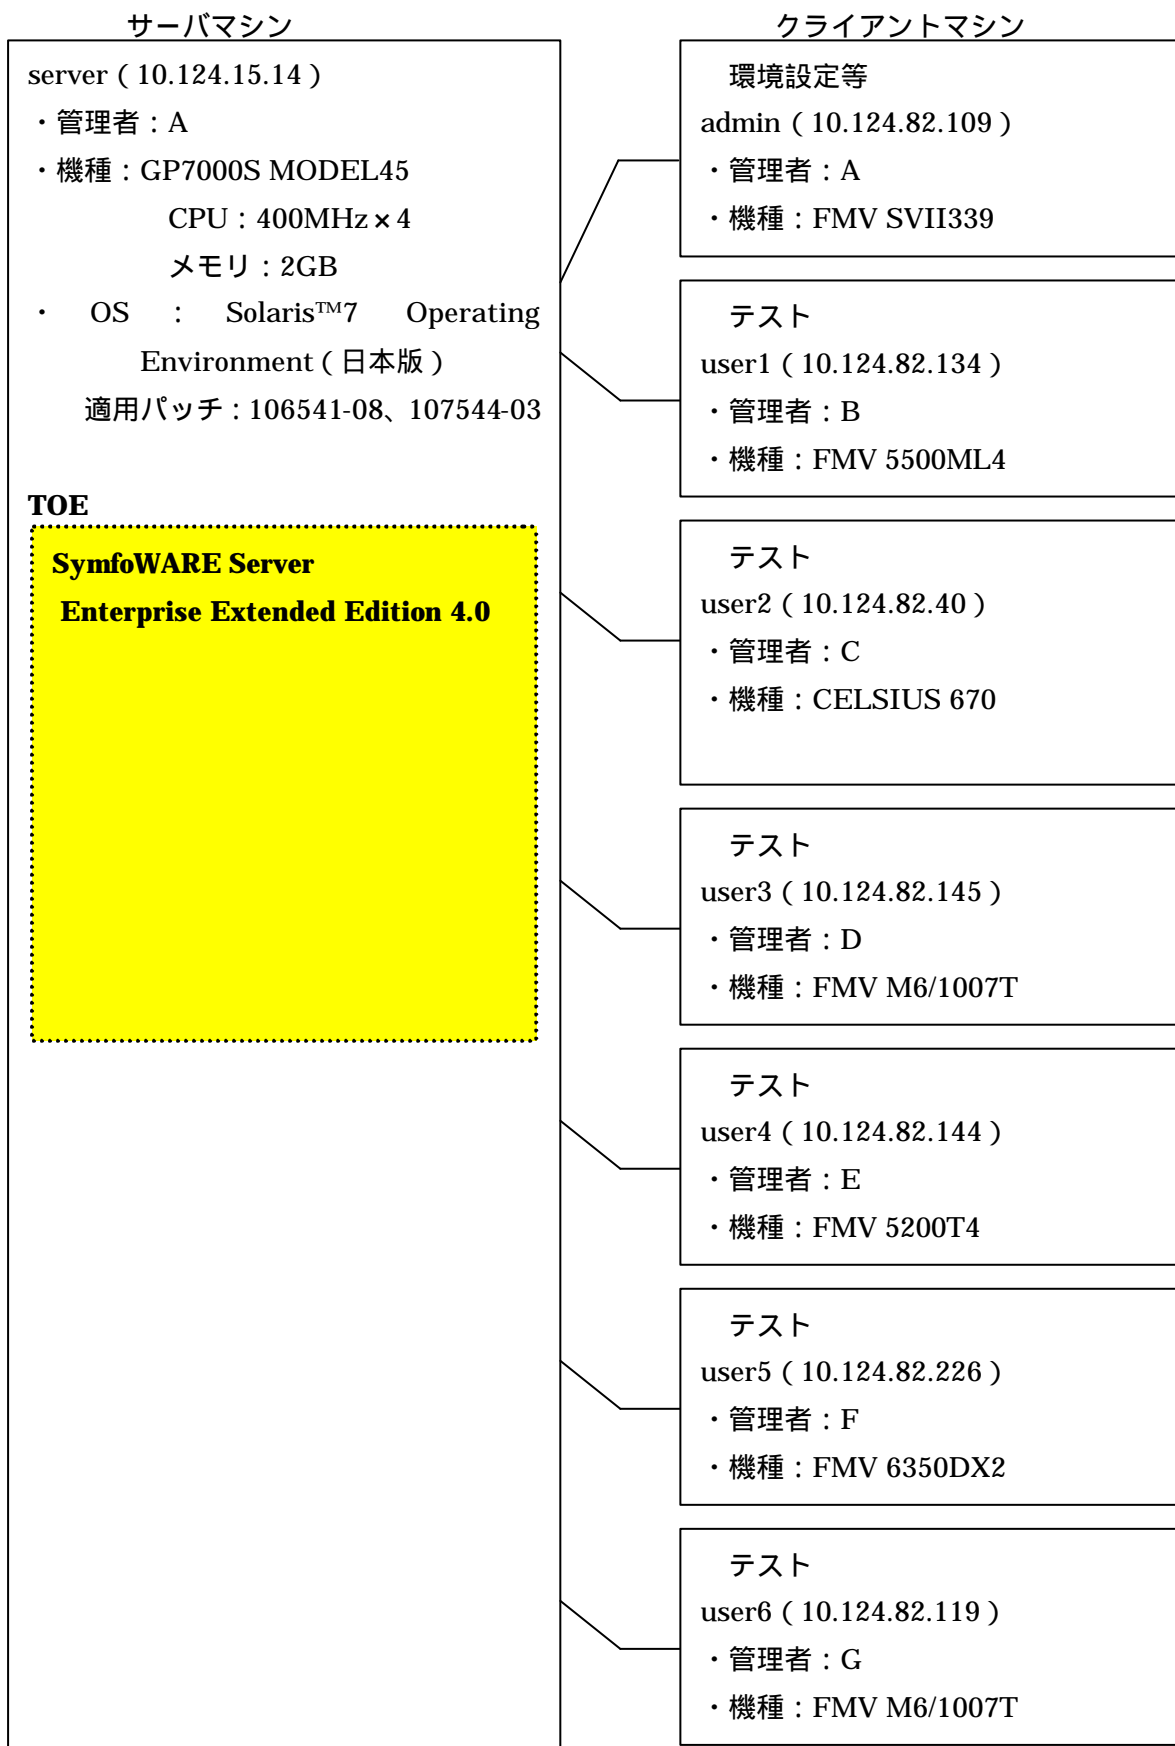 サーバマシン
server（10.124.15.14）
・管理者：A
・機種：GP7000S MODEL45
CPU：400MHz×4
メモリ：2GB
・ OS ： Solaris™7 Operating
Environment（日本版）
適用パッチ：106541-08、107544-03
TOE
SymfoWARE Server
Enterprise Extended Edition 4.0
クライアントマシン
環境設定等
admin（10.124.82.109）
・管理者：A
・機種：FMV SVII339
テスト
user1（10.124.82.134）
・管理者：B
・機種：FMV 5500ML4
テスト
user2（10.124.82.40）
・管理者：C
・機種：CELSIUS 670
テスト
user3（10.124.82.145）
・管理者：D
・機種：FMV M6/1007T
テスト
user4（10.124.82.144）
・管理者：E
・機種：FMV 5200T4
テスト
user5（10.124.82.226）
・管理者：F
・機種：FMV 6350DX2
テスト
user6（10.124.82.119）
・管理者：G
・機種：FMV M6/1007T